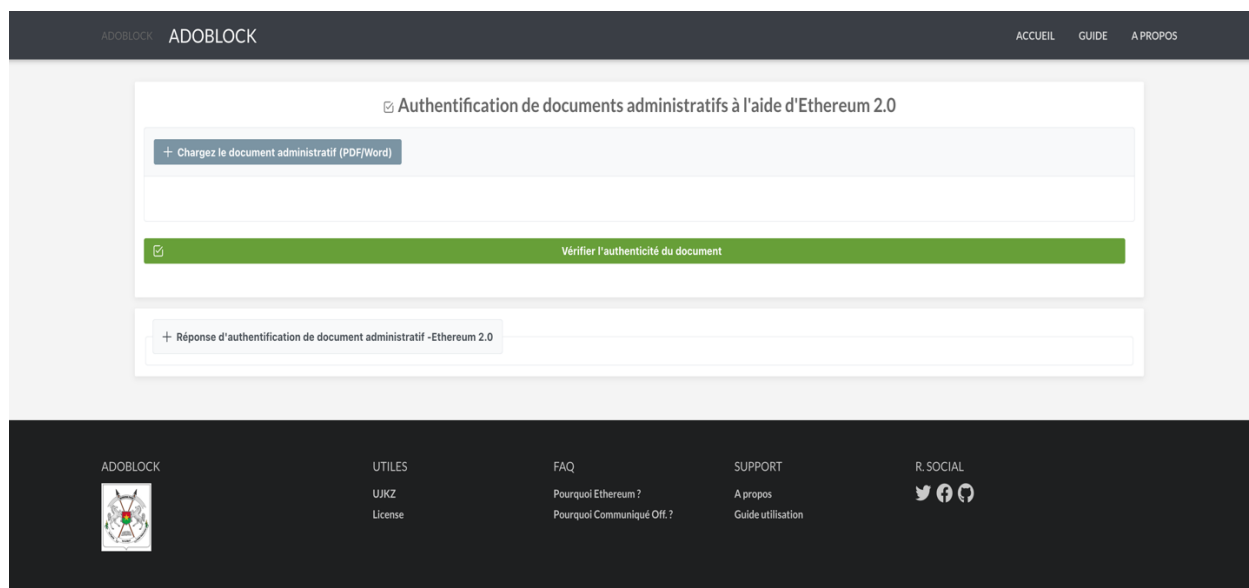 ADOBLOCK ADOBLOCK ACCUEIL GUIDE A PROPOS
Authentification de documents administratifs à l'aide d'Ethereum 2.0
Chargez le document administratif (PDF/Word)
Vérifier l'authenticité du document
Réponse d'authentification de document administratif -Ethereum 2.0
ADOBLOCK UTILES FAQ SUPPORT R. SOCIAL
UJKZ Pourquoi Ethereum ? A propos
License Pourquoi Communiqué Off. ? Guide utilisation